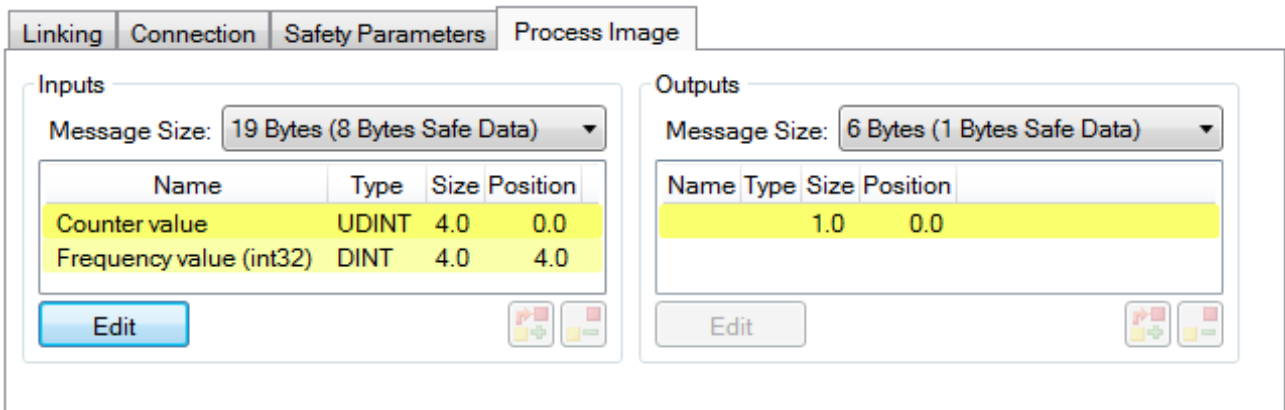 Linking Connection Safety Parameters Process Image
Inputs
Message Size: 19 Bytes (8 Bytes Safe Data)
Name Type Size Position
Counter value UDINT 4.0 0.0
Frequency value (int32) DINT 4.0 4.0
Edit
Outputs
Message Size: 6 Bytes (1 Bytes Safe Data)
Name Type Size Position
1.0 0.0
Edit